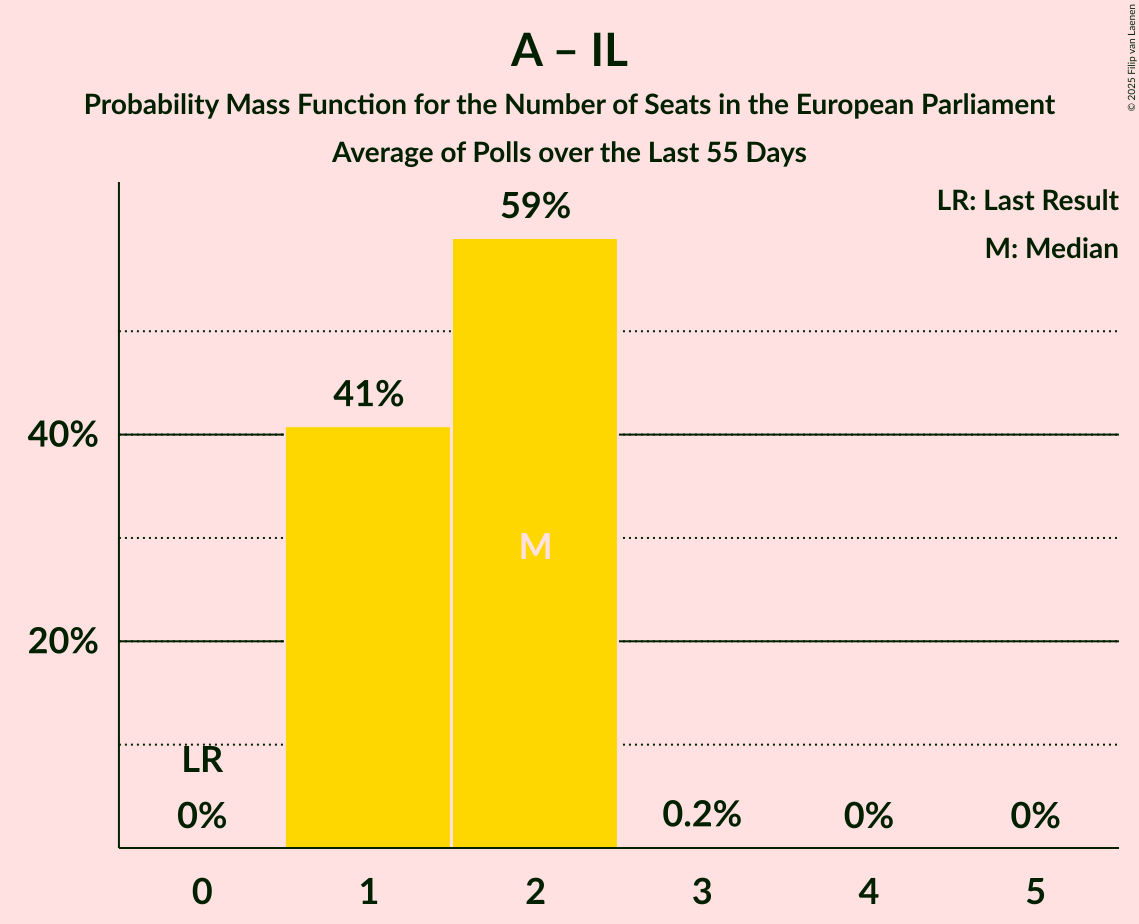 A – IL
Probability Mass Function for the Number of Seats in the European Parliament
Average of Polls over the Last 55 Days
© 2025 Filip van Laenen
LR: Last Result
M: Median
59%
41%
40%
M
20%
LR
0%
0.2%
0%
0%
0 1 2 3 4 5